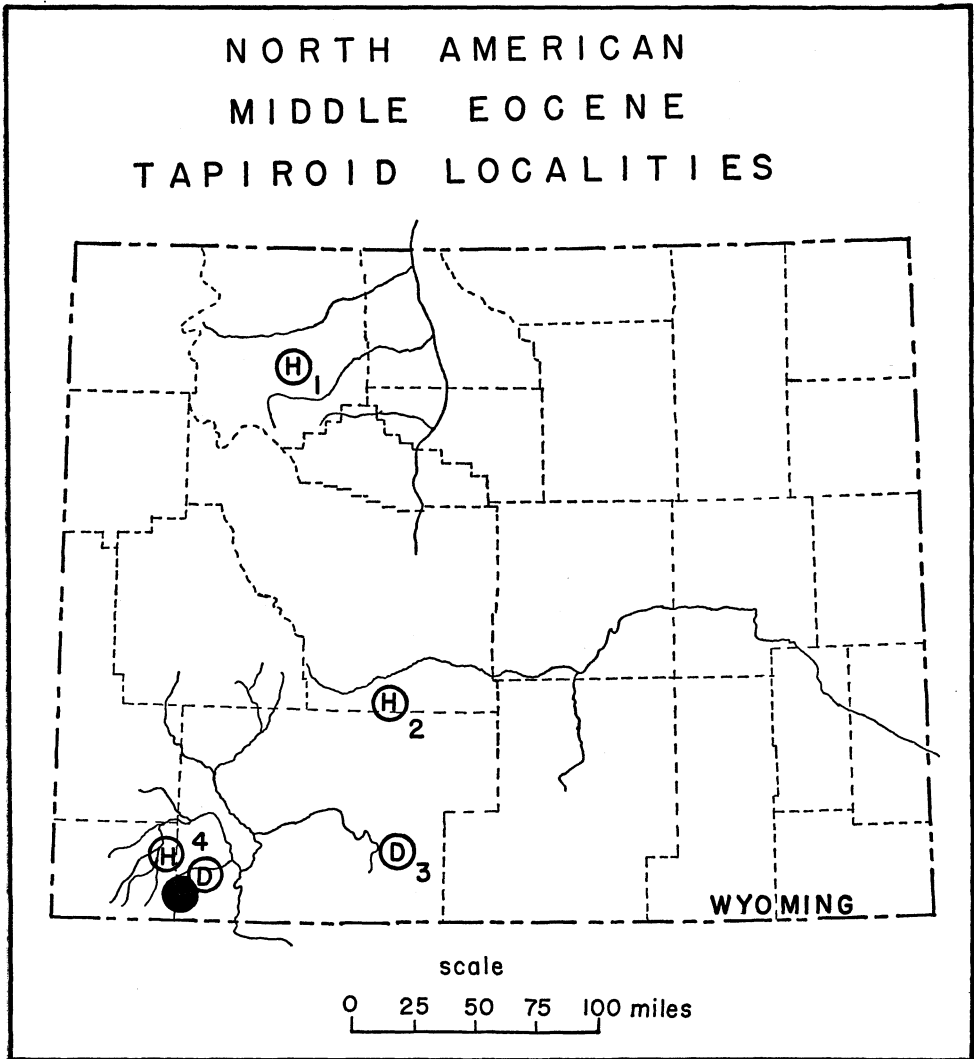 NORTH AMERICAN
MIDDLE EOCENE
TAPIROID LOCALITIES
H 1
H 2
4
H
D
D 3
WYOMING
scale
0 25 50 75 100 miles